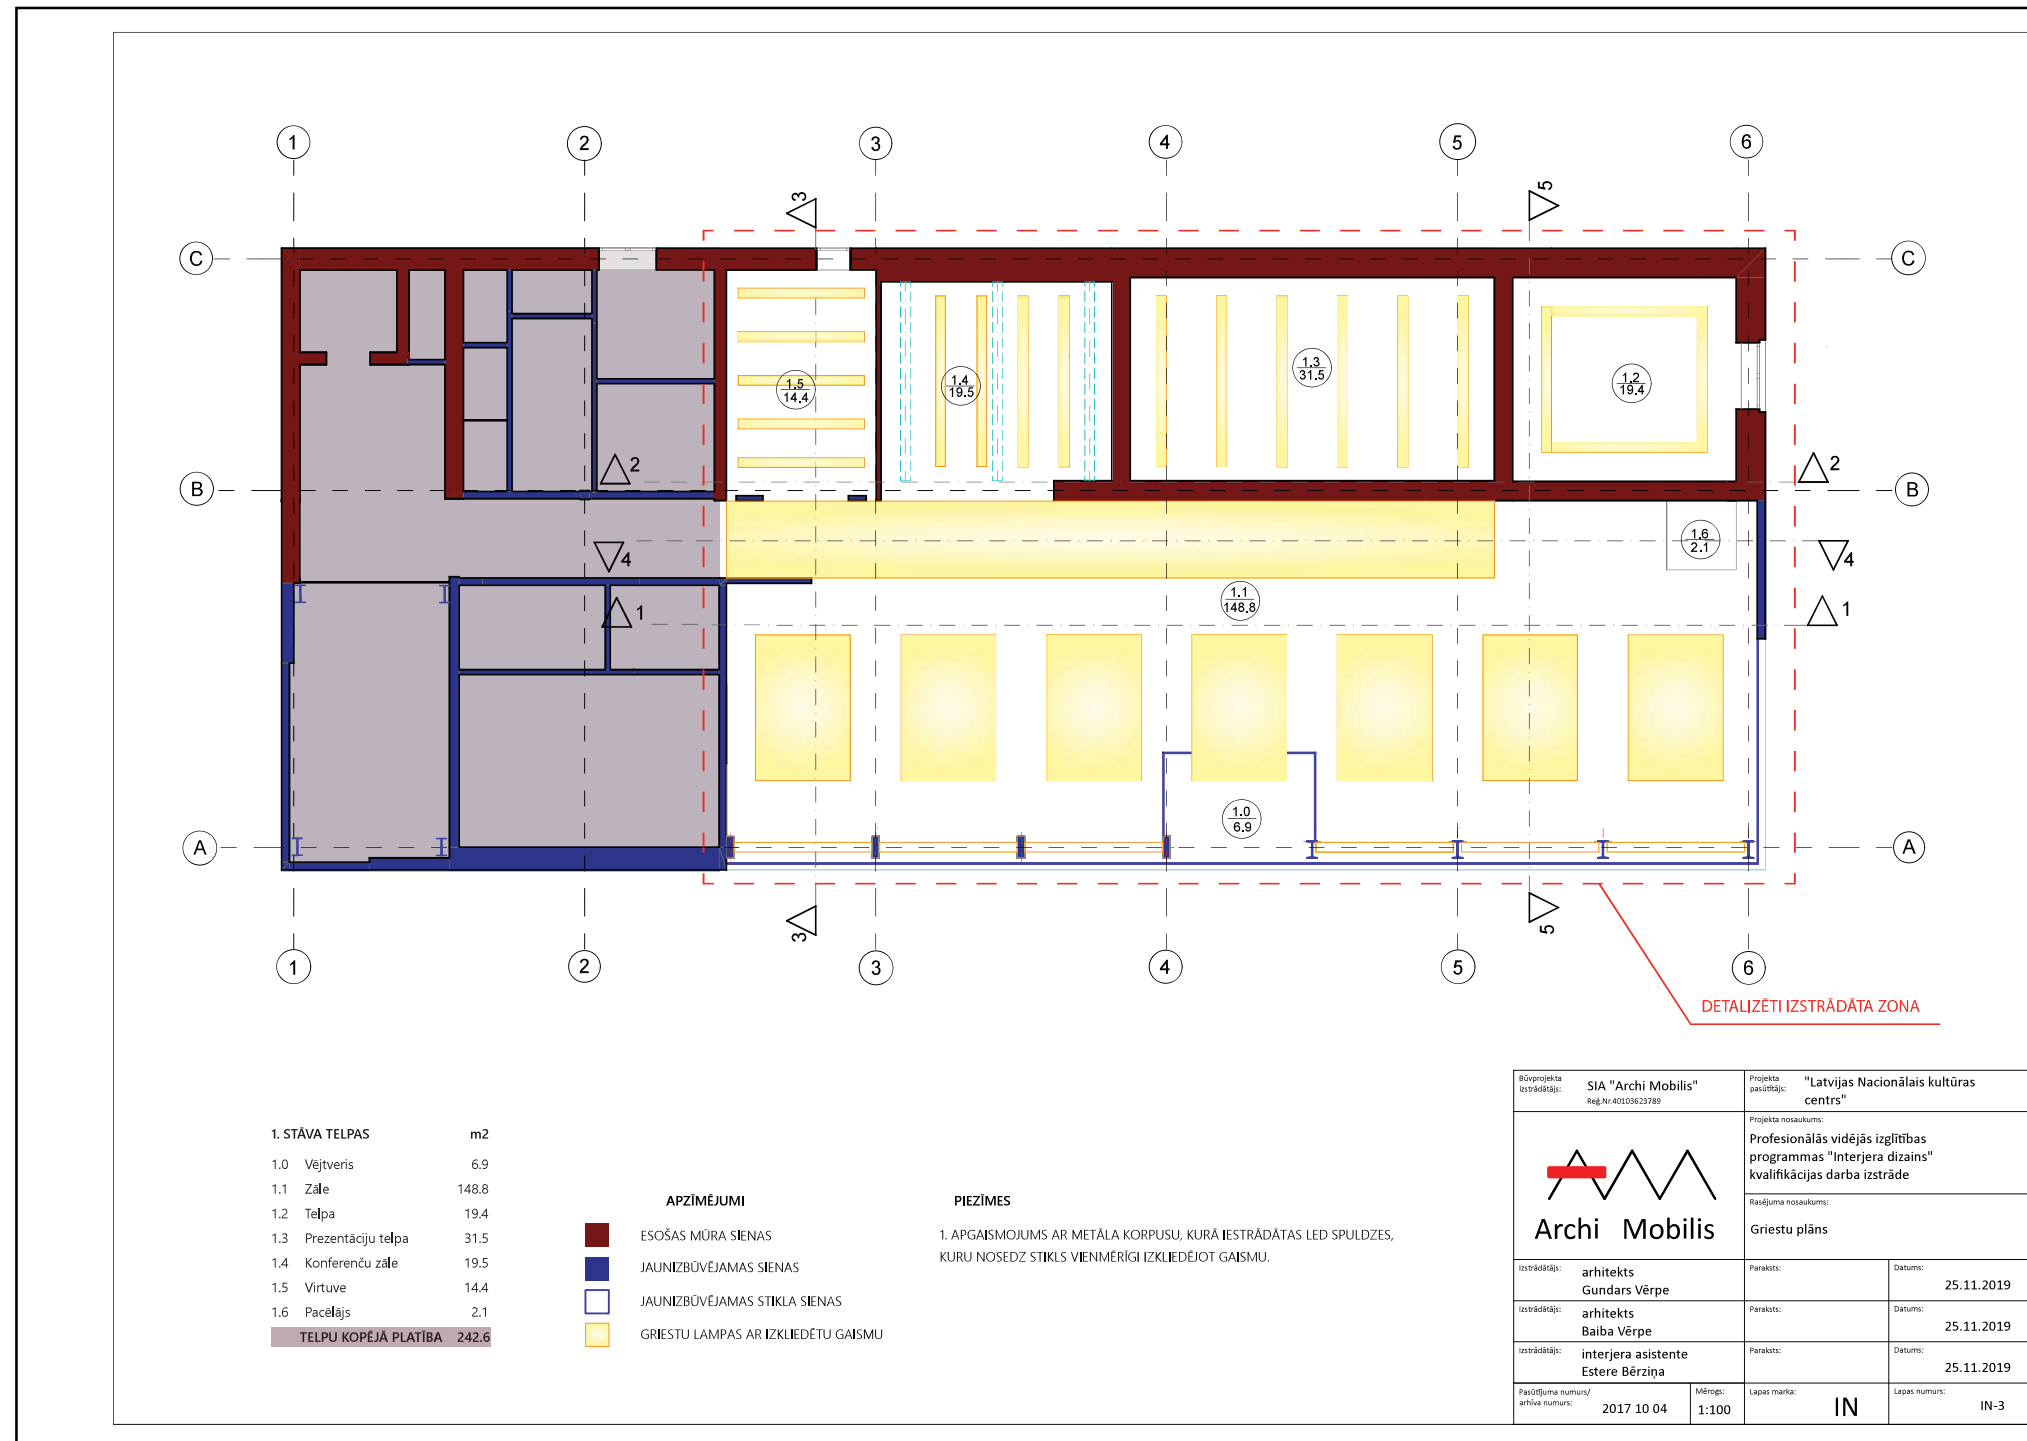 1
2
3
4
5
6
3
5
C
C
1.5
14.4
1.4
19.5
1.3
31.5
1.2
19.4
2
2
B
B
1.6
2.1
4
4
1.1
148.8
1
1
1.0
6.9
A
A
3
5
1
2
3
4
5
6
DETALIZĒTI IZSTRĀDĀTA ZONA
1. STĀVA TELPAS m2
1.0 Vējtveris 6.9
1.1 Zāle 148.8
1.2 Telpa 19.4
1.3 Prezentāciju telpa 31.5
1.4 Konferenču zāle 19.5
1.5 Virtuve 14.4
1.6 Pacēlājs 2.1
TELPU KOPĒJĀ PLATĪBA 242.6
APZĪMĒJUMI
ESOŠAS MŪRA SIENAS
JAUNIZBŪVĒJAMAS SIENAS
JAUNIZBŪVĒJAMAS STIKLA SIENAS
GRIESTU LAMPAS AR IZKLIEDĒTU GAISMU
PIEZĪMES
1. APGAISMOJUMS AR METĀLA KORPUSU, KURĀ IESTRĀDĀTAS LED SPULDZES,
KURU NOSEDZ STIKLS VIENMĒRĪGI IZKLIEDĒJOT GAISMU.
Būvprojekta
izstrādātājs:
SIA "Archi Mobilis"
Reģ.Nr.40103623789
Projekta
pasūtītājs:
"Latvijas Nacionālais kultūras
centrs"
Archi Mobilis
Projekta nosaukums:
Profesionālās vidējās izglītības
programmas "Interjera dizains"
kvalifikācijas darba izstrāde
Rasējuma nosaukums:
Griestu plāns
Izstrādātājs:
arhitekts
Gundars Vērpe
Paraksts:
Datums:
25.11.2019
Izstrādātājs:
arhitekts
Baiba Vērpe
Paraksts:
Datums:
25.11.2019
Izstrādātājs:
interjera asistente
Estere Bērziņa
Paraksts:
Datums:
25.11.2019
Pasūtījuma numurs/
arhīva numurs:
2017 10 04
Mērogs:
1:100
Lapas marka:
IN
Lapas numurs:
IN-3